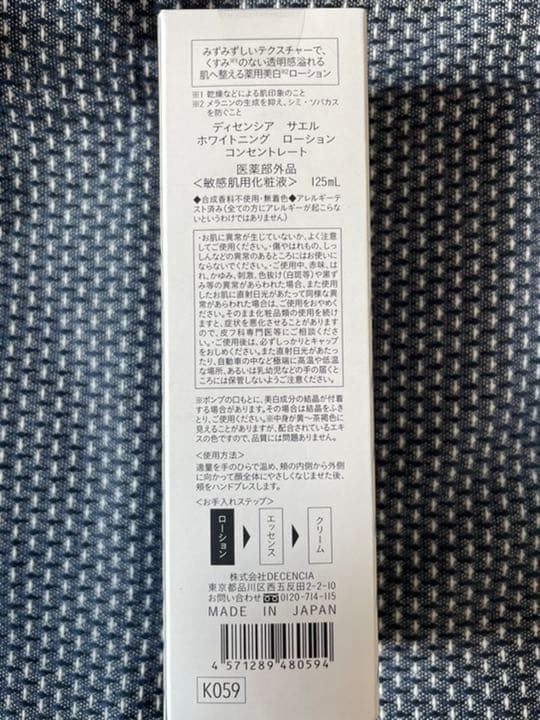 みずみずしいテクスチャーで、
くすみ※1のない透明感溢れる
肌へ整える薬用美白※2ローション
※1 乾燥などによる肌印象のこと
※2 メラニンの生成を抑え、シミ・ソバカス
を防ぐこと
ディセンシア サエル
ホワイトニング ローション
コンセントレート
医薬部外品
＜敏感肌用化粧液＞ 125mL
◆合成香料不使用・無着色◆アレルギーテ
スト済み(全ての方にアレルギーが起こらな
いというわけではありません)
・お肌に異常が生じていないか、よく注意
してご使用ください。・傷やはれもの、しっ
しんなどの異常のあるところにはお使いに
ならないでください。・ご使用中、赤味、は
れ、かゆみ、刺激、色抜け(白斑等)や黒ず
み等の異常があらわれた場合、また使用
したお肌に直射日光があたって同様な異
常があらわれた場合は、ご使用をおやめく
ださい。そのまま化粧品類の使用を続け
ますと、症状を悪化させることがあります
ので、皮フ科専門医等にご相談くださ
い。・ご使用後は、必ずしっかりとキャップ
をおしめください。また直射日光があたっ
たり、自動車の中など極端に高温や低温
な場所、あるいは乳幼児などの手の届くと
ころには保管しないようご注意ください。
※ポンプの口もとに、美白成分の結晶が付着
する場合があります。その場合は結晶をふきと
り、ご使用ください。※中身が黄〜茶褐色に
見えることがありますが、配合されているエキ
スの色ですので、品質には問題ありません。
＜使用方法＞
適量を手のひらで温め、頬の内側から外側
に向かって顔全体にやさしくなじませた後、
頬をハンドプレスします。
＜お手入れステップ＞
ローション
エッセンス
クリーム
株式会社DECENCIA
東京都品川区西五反田2-2-10
お問い合わせ 0120-714-115
MADE IN JAPAN
4 571289 480594
K059